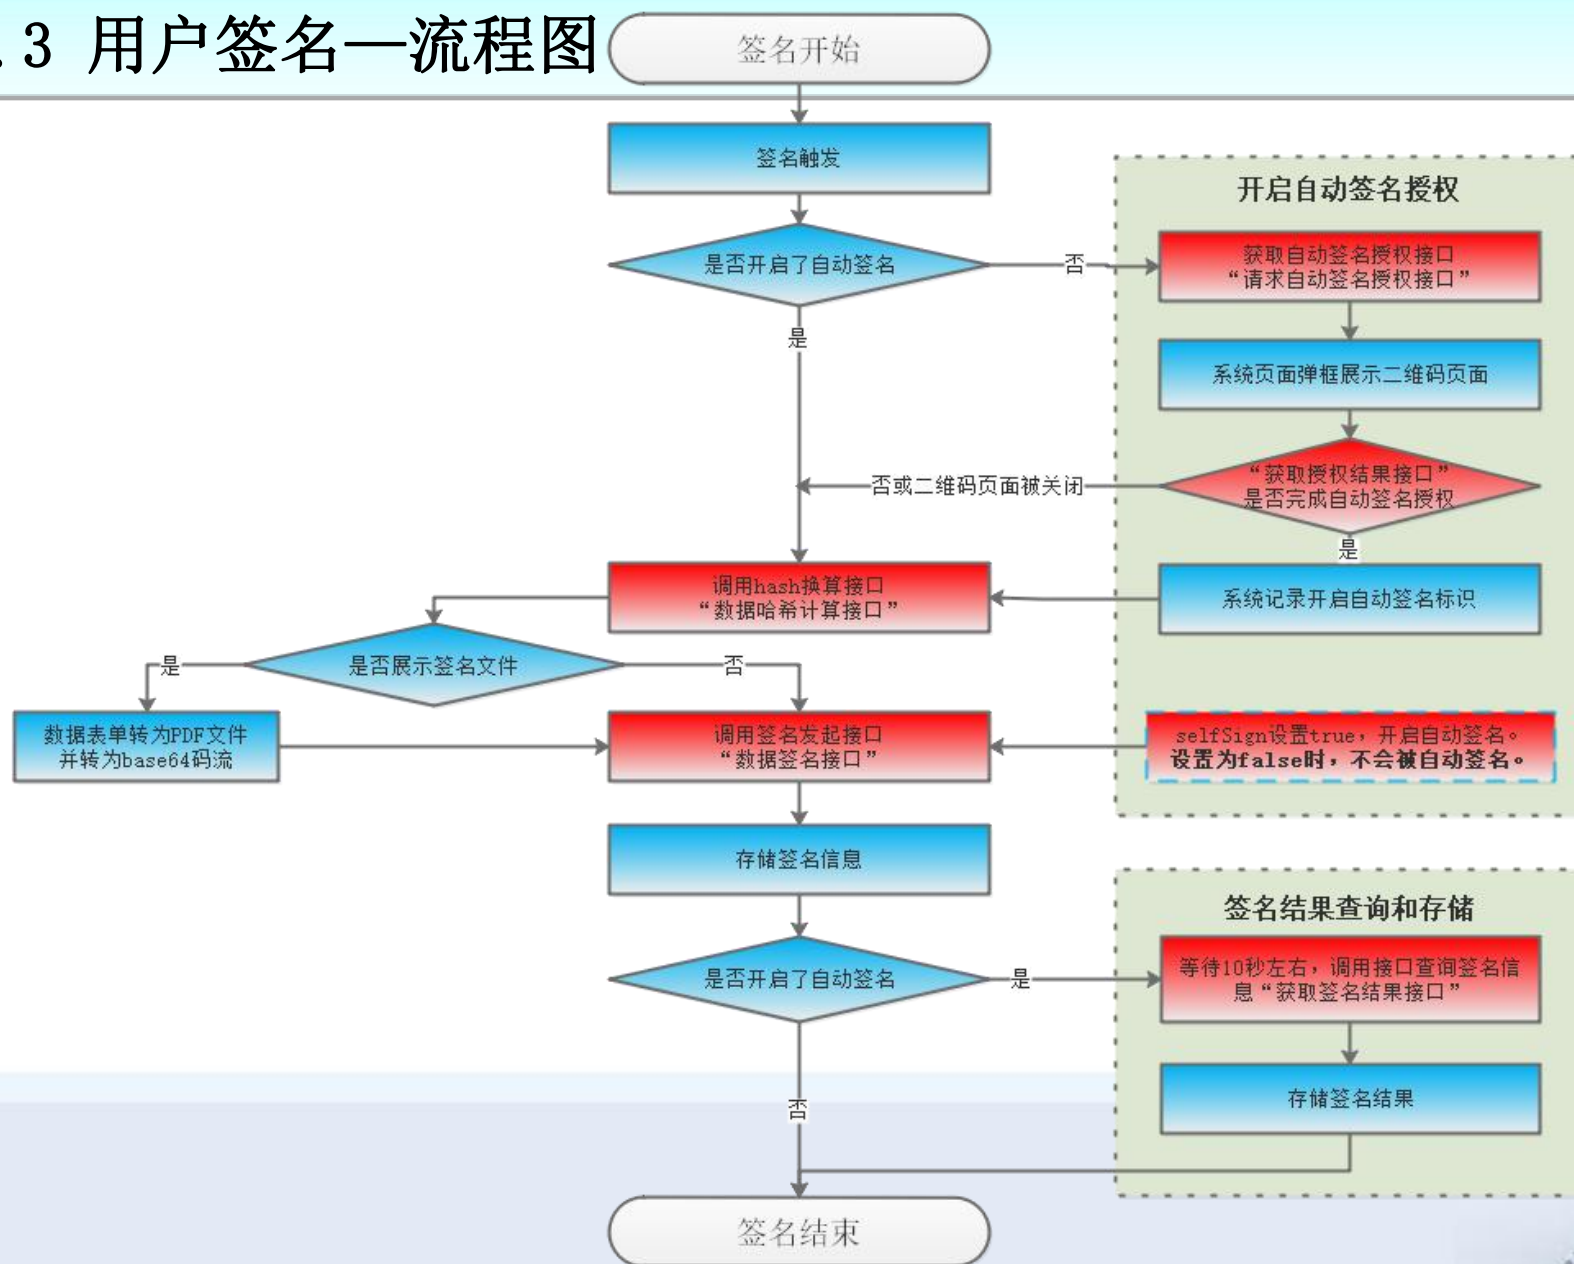 .3 用户签名—流程图
签名开始
签名触发
是否开启了自动签名
否
是
开启自动签名授权
获取自动签名授权接口
“请求自动签名授权接口”
系统页面弹框展示二维码页面
“获取授权结果接口”
是否完成自动签名授权
否或二维码页面被关闭
是
系统记录开启自动签名标识
调用hash换算接口
“数据哈希计算接口”
是否展示签名文件
是
否
数据表单转为PDF文件
并转为base64码流
调用签名发起接口
“数据签名接口”
selfSign设置true，开启自动签名。
设置为false时，不会被自动签名。
存储签名信息
是否开启了自动签名
是
否
签名结果查询和存储
等待10秒左右，调用接口查询签名信
息“获取签名结果接口”
存储签名结果
签名结束